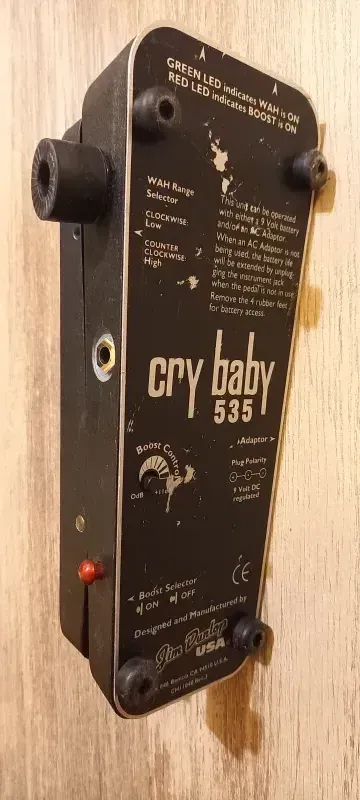 GREEN LED indicates WAH is ON
RED LED indicates BOOST is ON
WAH Range
Selector
CLOCKWISE:
Low
COUNTER
CLOCKWISE:
High
This unit can be operated
with either a 9 Volt battery
and/or an AC Adaptor.
When an AC Adaptor is not
being used, the battery life
will be extended by unplug-
ging the instrument jack
when the pedal is not in use.
Remove the 4 rubber feet
for battery access.
cry baby
535
Boost Control
0dB
Adaptor
Plug Polarity
9 Volt DC
regulated
Boost Selector
ON OFF
CE
Designed and Manufactured by
Jim Dunlop
USA
Benicia CA 94510 U.S.A.